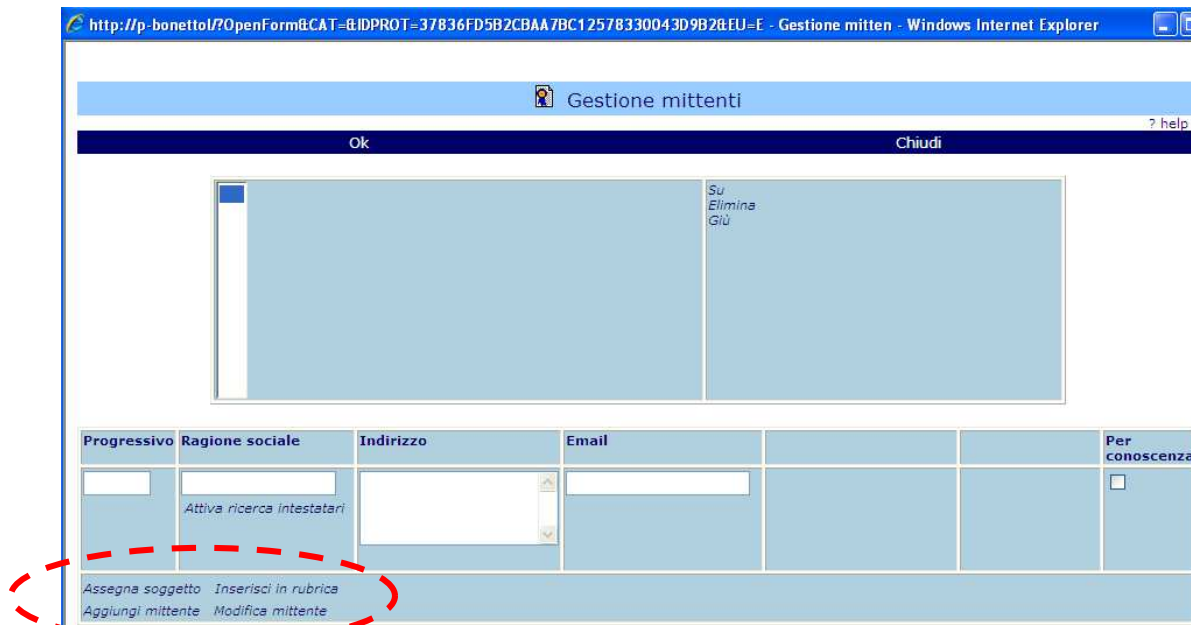 http://p-bonettol/?OpenForm&CAT=&IDPROT=37836FD5B2CBAA7BC12578330043D9B2&EU=E - Gestione mitten - Windows Internet Explorer
Gestione mittenti
? help
Ok Chiudi
Su
Elimina
Giù
Progressivo Ragione sociale Indirizzo Email Per conoscenza
Attiva ricerca intestatari
Assegna soggetto Inserisci in rubrica
Aggiungi mittente Modifica mittente